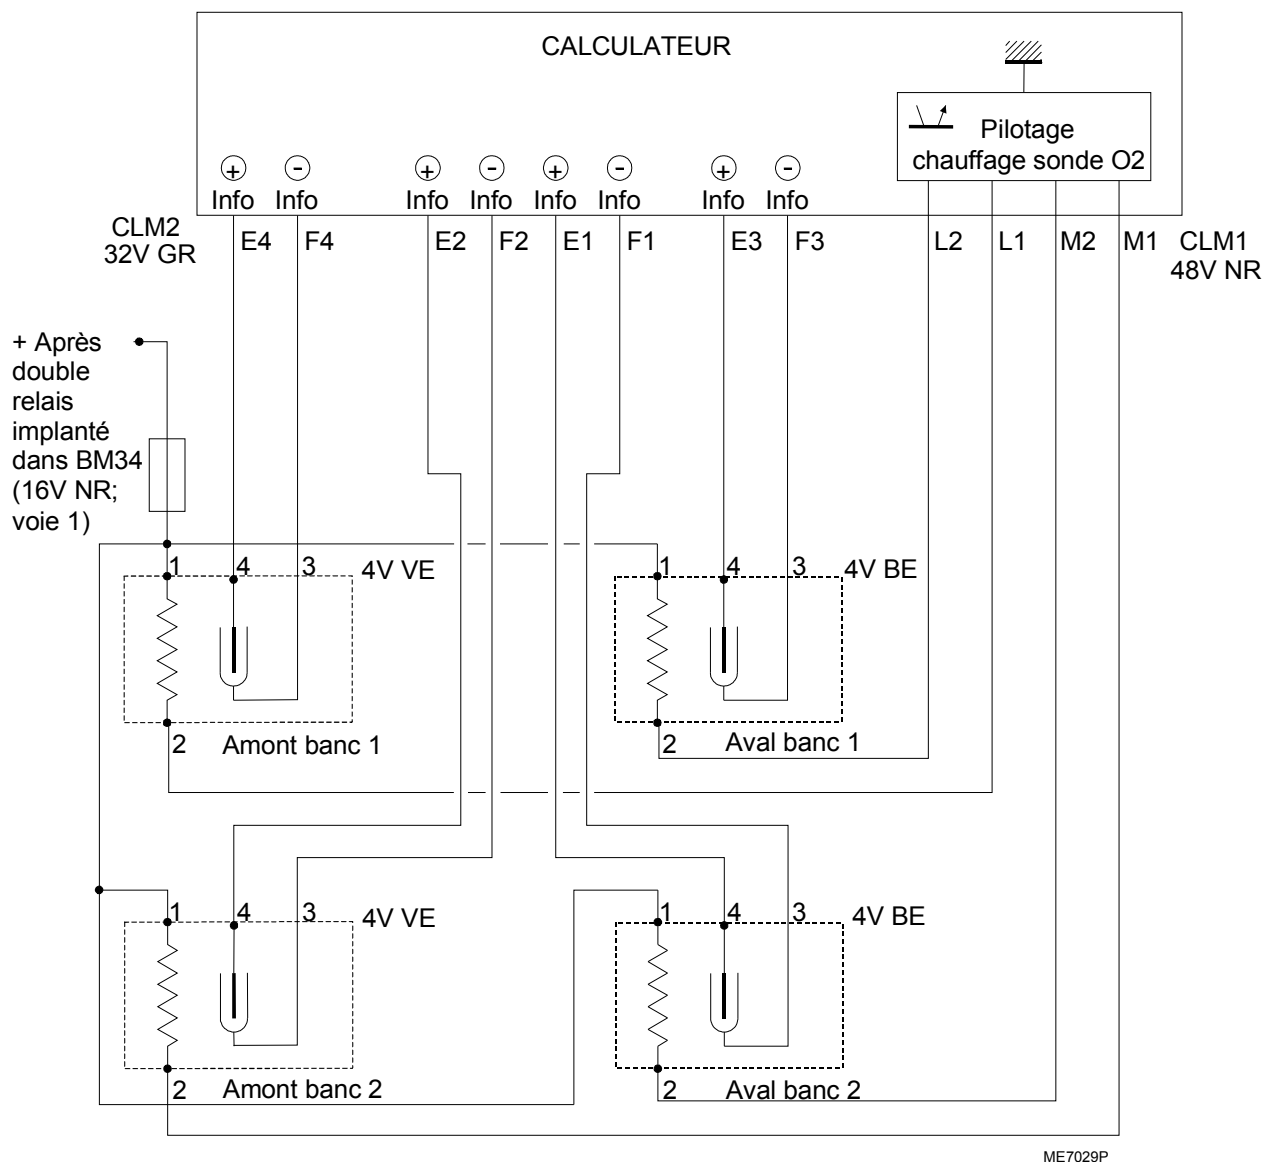 CALCULATEUR
Pilotage
chauffage sonde O2
+ - + - + - + -
Info Info Info Info Info Info Info Info
CLM2
32V GR
E4 F4 E2 F2 E1 F1 E3 F3 L2 L1 M2 M1
CLM1
48V NR
+ Après
double
relais
implanté
dans BM34
(16V NR;
voie 1)
1 4 3 4V VE
2 Amont banc 1
1 4 3 4V BE
2 Aval banc 1
1 4 3 4V VE
2 Amont banc 2
1 4 3 4V BE
2 Aval banc 2
ME7029P